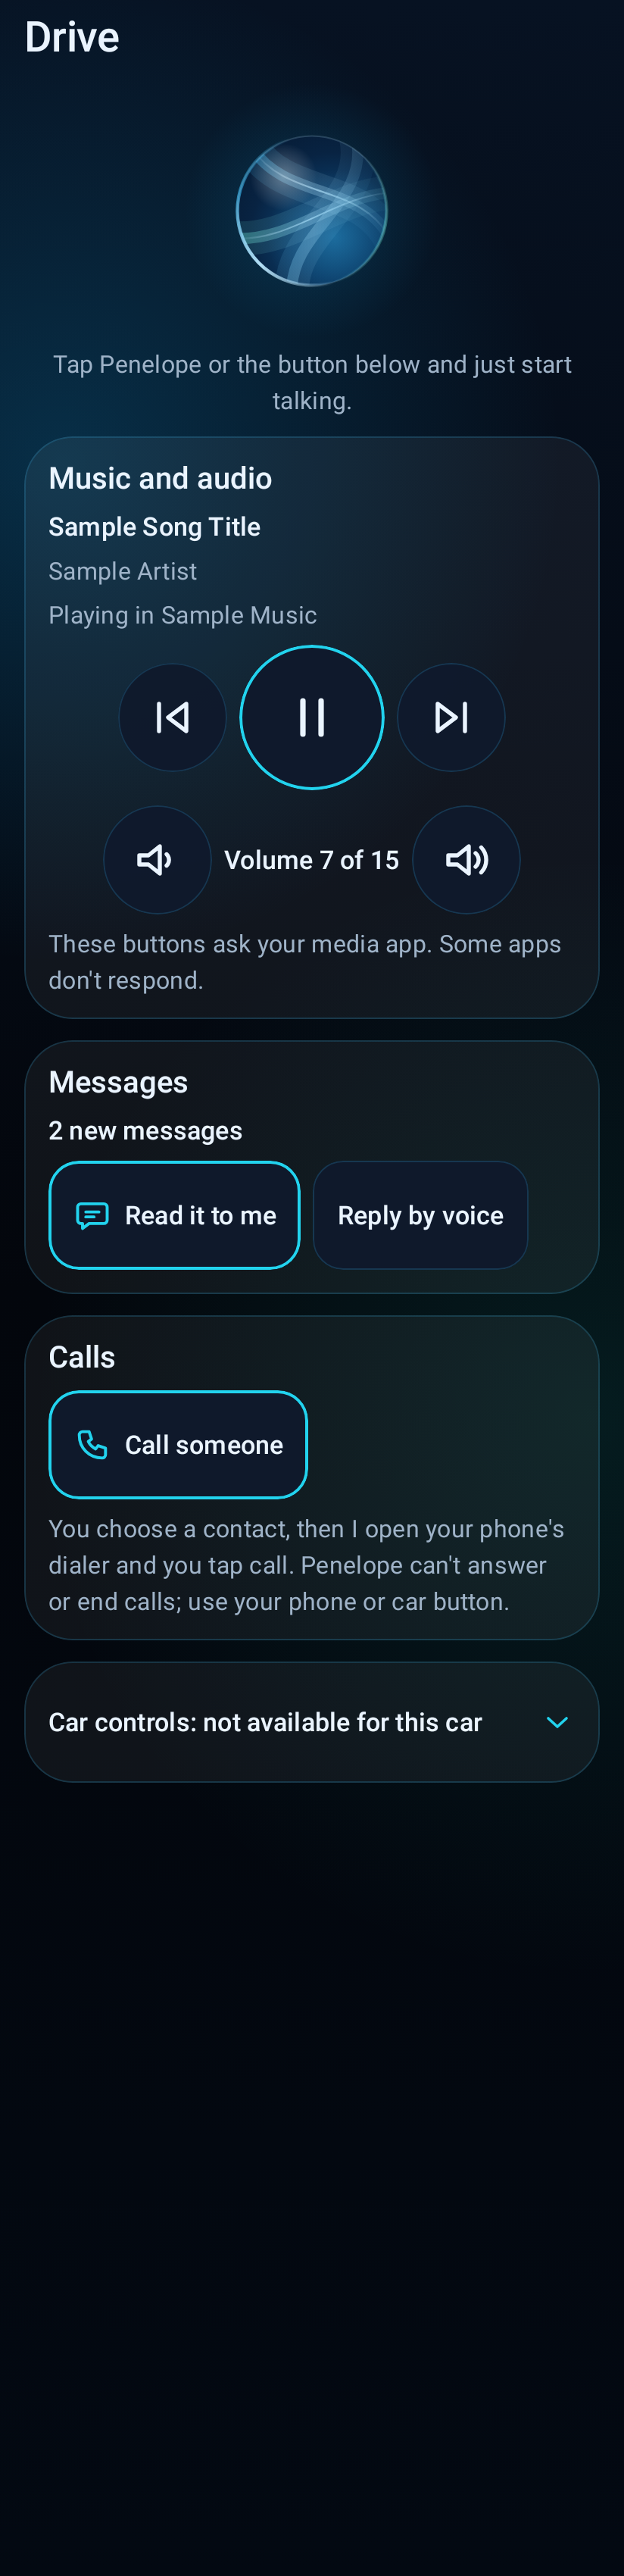 Drive
Tap Penelope or the button below and just start
talking.
Music and audio
Sample Song Title
Sample Artist
Playing in Sample Music
Volume 7 of 15
These buttons ask your media app. Some apps
don't respond.
Messages
2 new messages
Read it to me
Reply by voice
Calls
Call someone
You choose a contact, then I open your phone's
dialer and you tap call. Penelope can't answer
or end calls; use your phone or car button.
Car controls: not available for this car